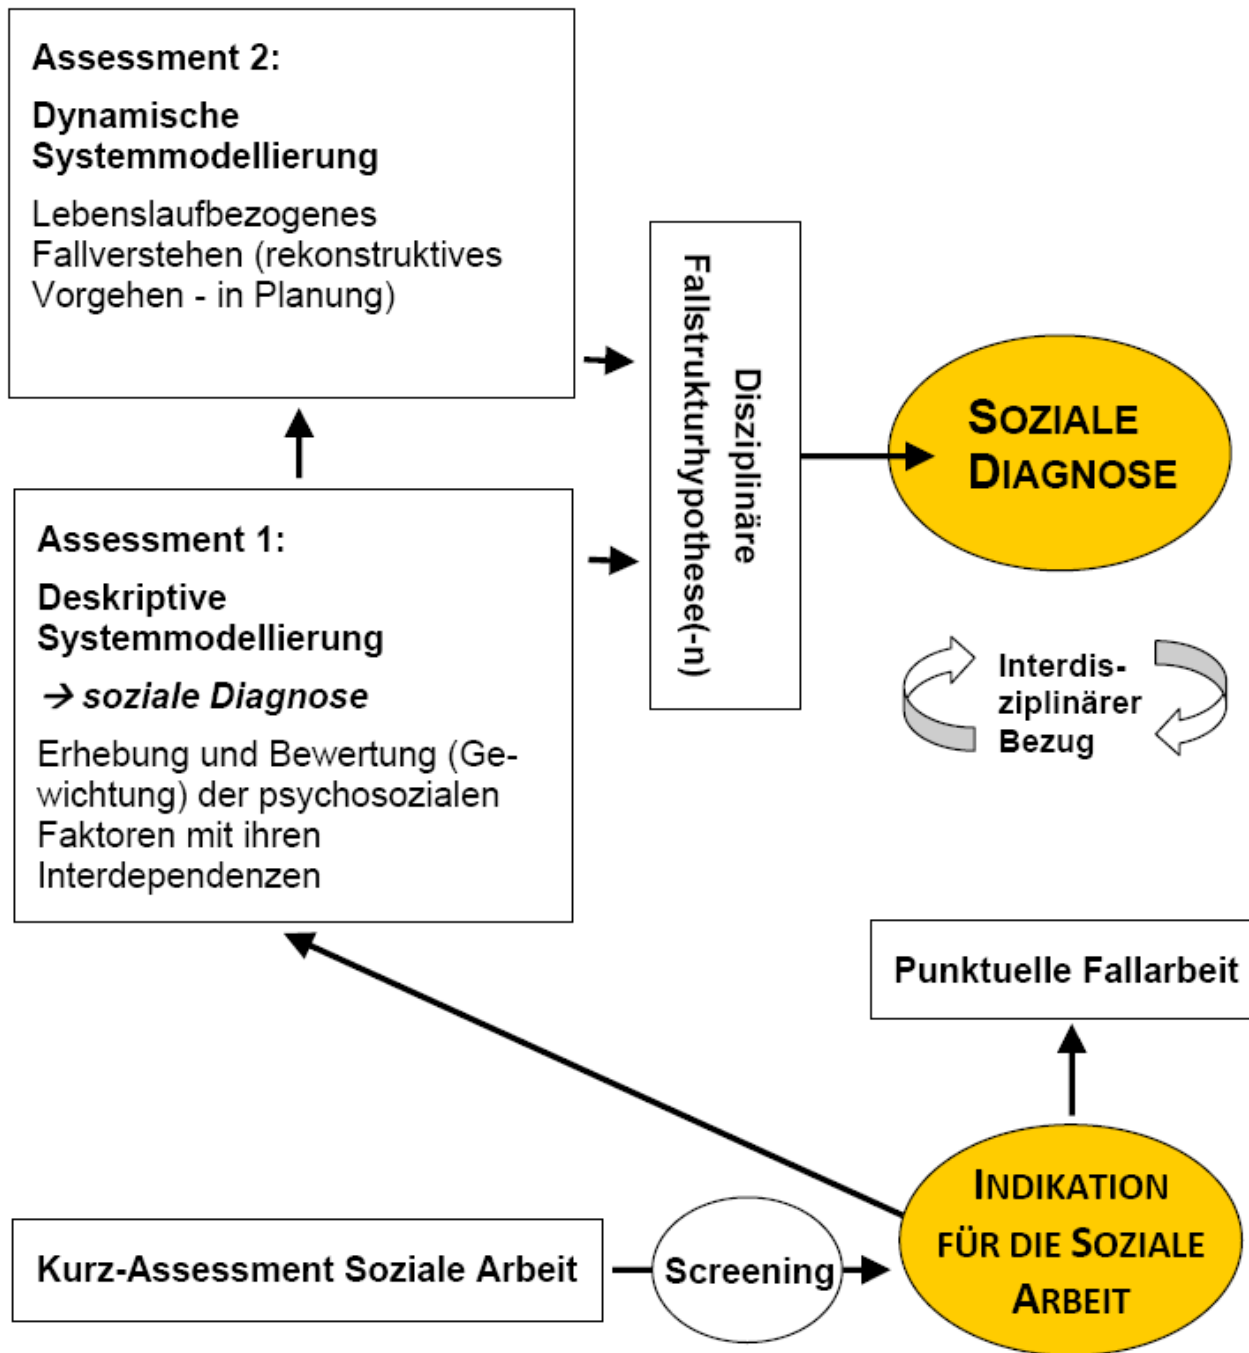 Assessment 2:
Dynamische
Systemmodellierung
Lebenslaufbezogenes
Fallverstehen (rekonstruktives
Vorgehen - in Planung)
Assessment 1:
Deskriptive
Systemmodellierung
→ soziale Diagnose
Erhebung und Bewertung (Ge-
wichtung) der psychosozialen
Faktoren mit ihren
Interdependenzen
Disziplinäre
Fallstrukturhypothese(-n)
SOZIALE
DIAGNOSE
Interdis-
ziplinärer
Bezug
Punktuelle Fallarbeit
Kurz-Assessment Soziale Arbeit
Screening
INDIKATION
FÜR DIE SOZIALE
ARBEIT